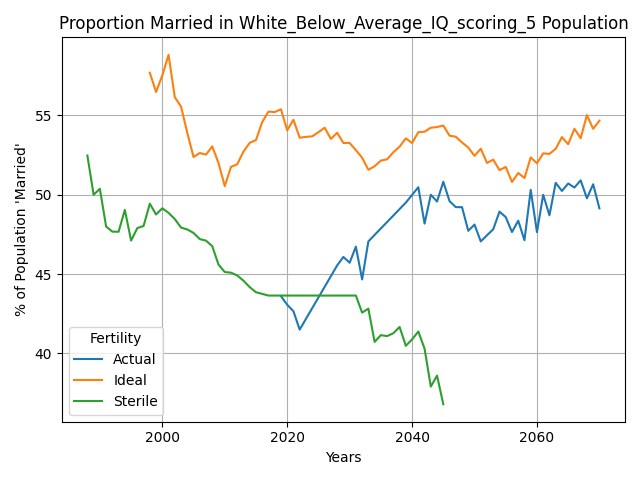 Proportion Married in White_Below_Average_IQ_scoring_5 Population
% of Population 'Married'
55
50
45
40
Fertility
Actual
Ideal
Sterile
2000
2020
2040
2060
Years